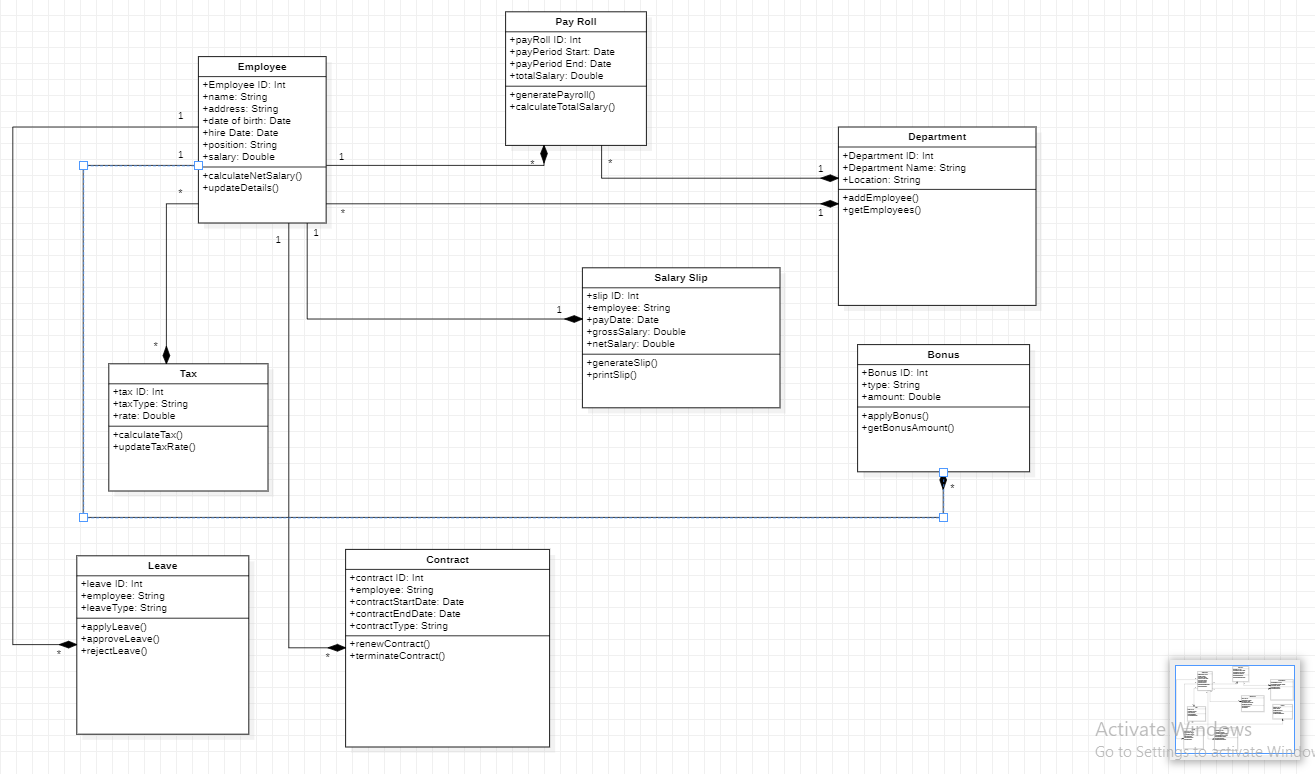 Pay Roll
+payRoll ID: Int
+payPeriod Start: Date
+payPeriod End: Date
+totalSalary: Double
+generatePayroll()
+calculateTotalSalary()
Employee
+Employee ID: Int
+name: String
+address: String
+date of birth: Date
+hire Date: Date
+position: String
+salary: Double
+calculateNetSalary()
+updateDetails()
1
1
*
1
*
*
1
*
1
1
1
Department
+Department ID: Int
+Department Name: String
+Location: String
+addEmployee()
+getEmployees()
Salary Slip
+slip ID: Int
+employee: String
+payDate: Date
+grossSalary: Double
+netSalary: Double
+generateSlip()
+printSlip()
1
Bonus
+Bonus ID: Int
+type: String
+amount: Double
+applyBonus()
+getBonusAmount()
*
*
Tax
+tax ID: Int
+taxType: String
+rate: Double
+calculateTax()
+updateTaxRate()
Leave
+leave ID: Int
+employee: String
+leaveType: String
+applyLeave()
+approveLeave()
+rejectLeave()
*
Contract
+contract ID: Int
+employee: String
+contractStartDate: Date
+contractEndDate: Date
+contractType: String
+renewContract()
+terminateContract()
*
Activate Windows
Go to Settings to activate Windov